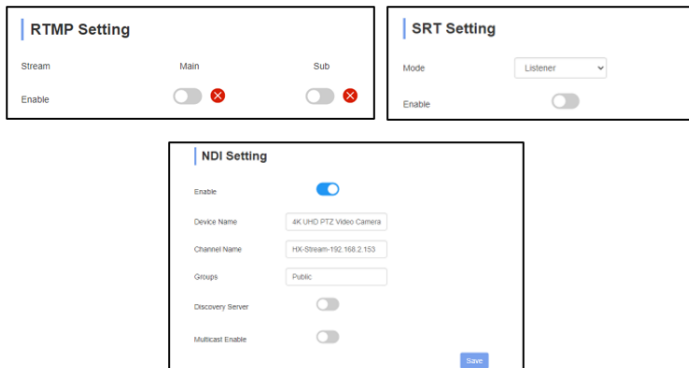 RTMP Setting
Stream Main Sub
Enable
SRT Setting
Mode Listener
Enable
NDI Setting
Enable
Device Name 4K UHD PTZ Video Camera
Channel Name HX-Stream-192.168.2.153
Groups Public
Discovery Server
Multicast Enable
Save